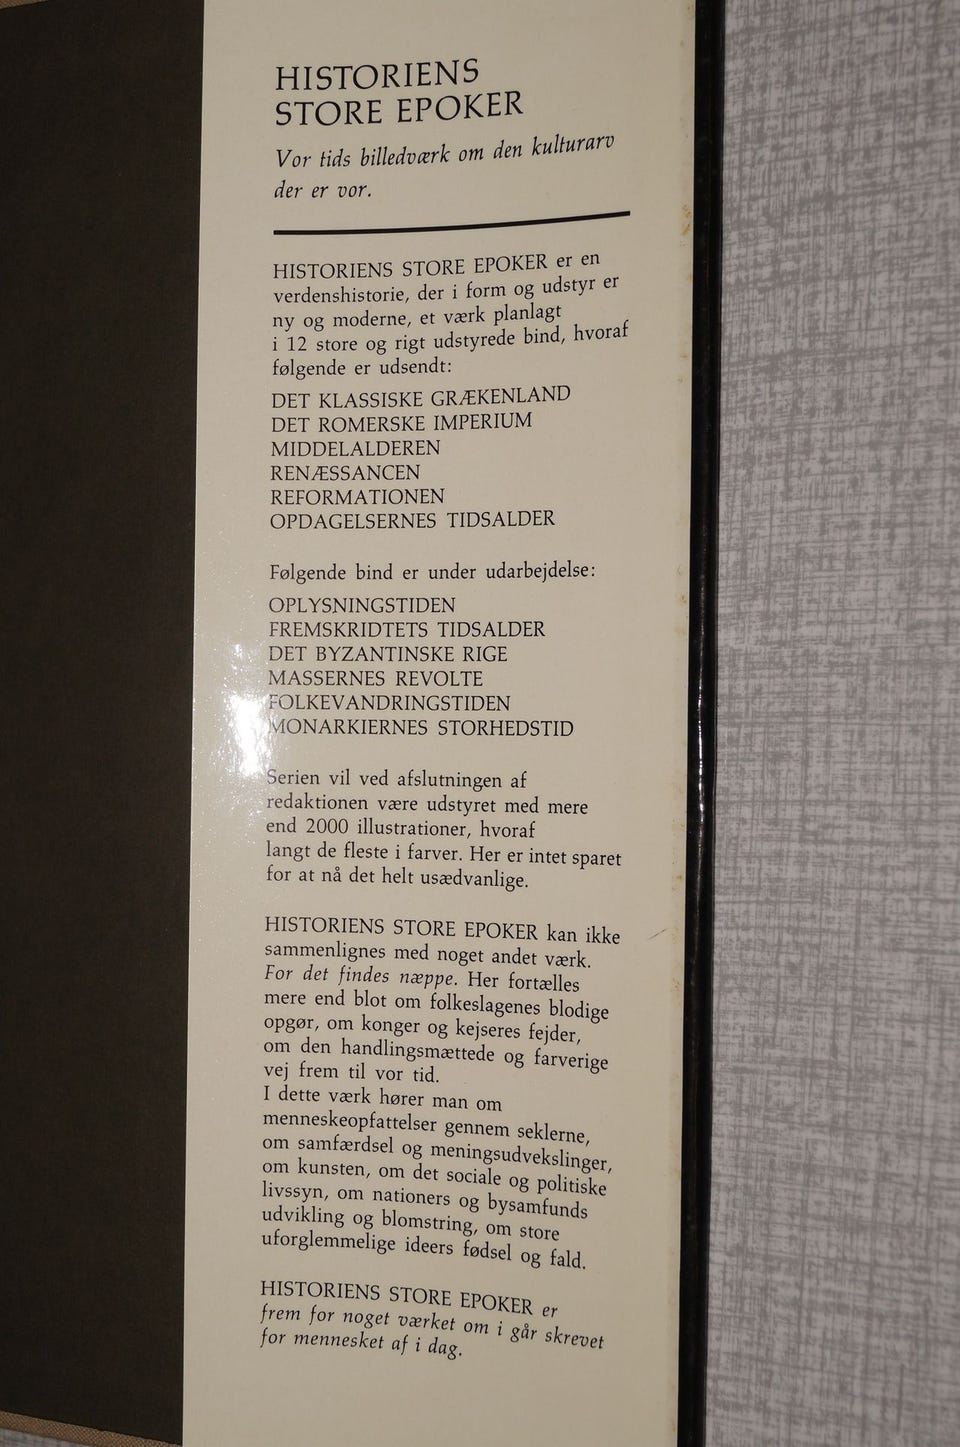 HISTORIENS
STORE EPOKER
Vor tids billedværk om den kulturarv
der er vor.
HISTORIENS STORE EPOKER er en
verdenshistorie, der i form og udstyr er
ny og moderne, et værk planlagt
i 12 store og rigt udstyrede bind, hvoraf
følgende er udsendt:
DET KLASSISKE GRÆKENLAND
DET ROMERSKE IMPERIUM
MIDDELALDEREN
RENÆSSANCEN
REFORMATIONEN
OPDAGELSERNES TIDSALDER
Følgende bind er under udarbejdelse:
OPLYSNINGSTIDEN
FREMSKRIDTETS TIDSALDER
DET BYZANTINSKE RIGE
MASSERNES REVOLTE
FOLKEVANDRINGSTIDEN
MONARKIERNES STORHEDSTID
Serien vil ved afslutningen af
redaktionen være udstyret med mere
end 2000 illustrationer, hvoraf
langt de fleste i farver. Her er intet sparet
for at nå det helt usædvanlige.
HISTORIENS STORE EPOKER kan ikke
sammenlignes med noget andet værk.
For det findes næppe. Her fortælles
mere end blot om folkeslagenes blodige
opgør, om konger og kejseres fejder,
om den handlingsmættede og farverige
vej frem til vor tid.
I dette værk hører man om
menneskeopfattelser gennem seklerne,
om samfærdsel og meningsudvekslinger,
om kunsten, om det sociale og politiske
livssyn, om nationers og bysamfunds
udvikling og blomstring, om store
uforglemmelige ideers fødsel og fald.
HISTORIENS STORE EPOKER er
frem for noget værket om i går skrevet
for mennesket af i dag.